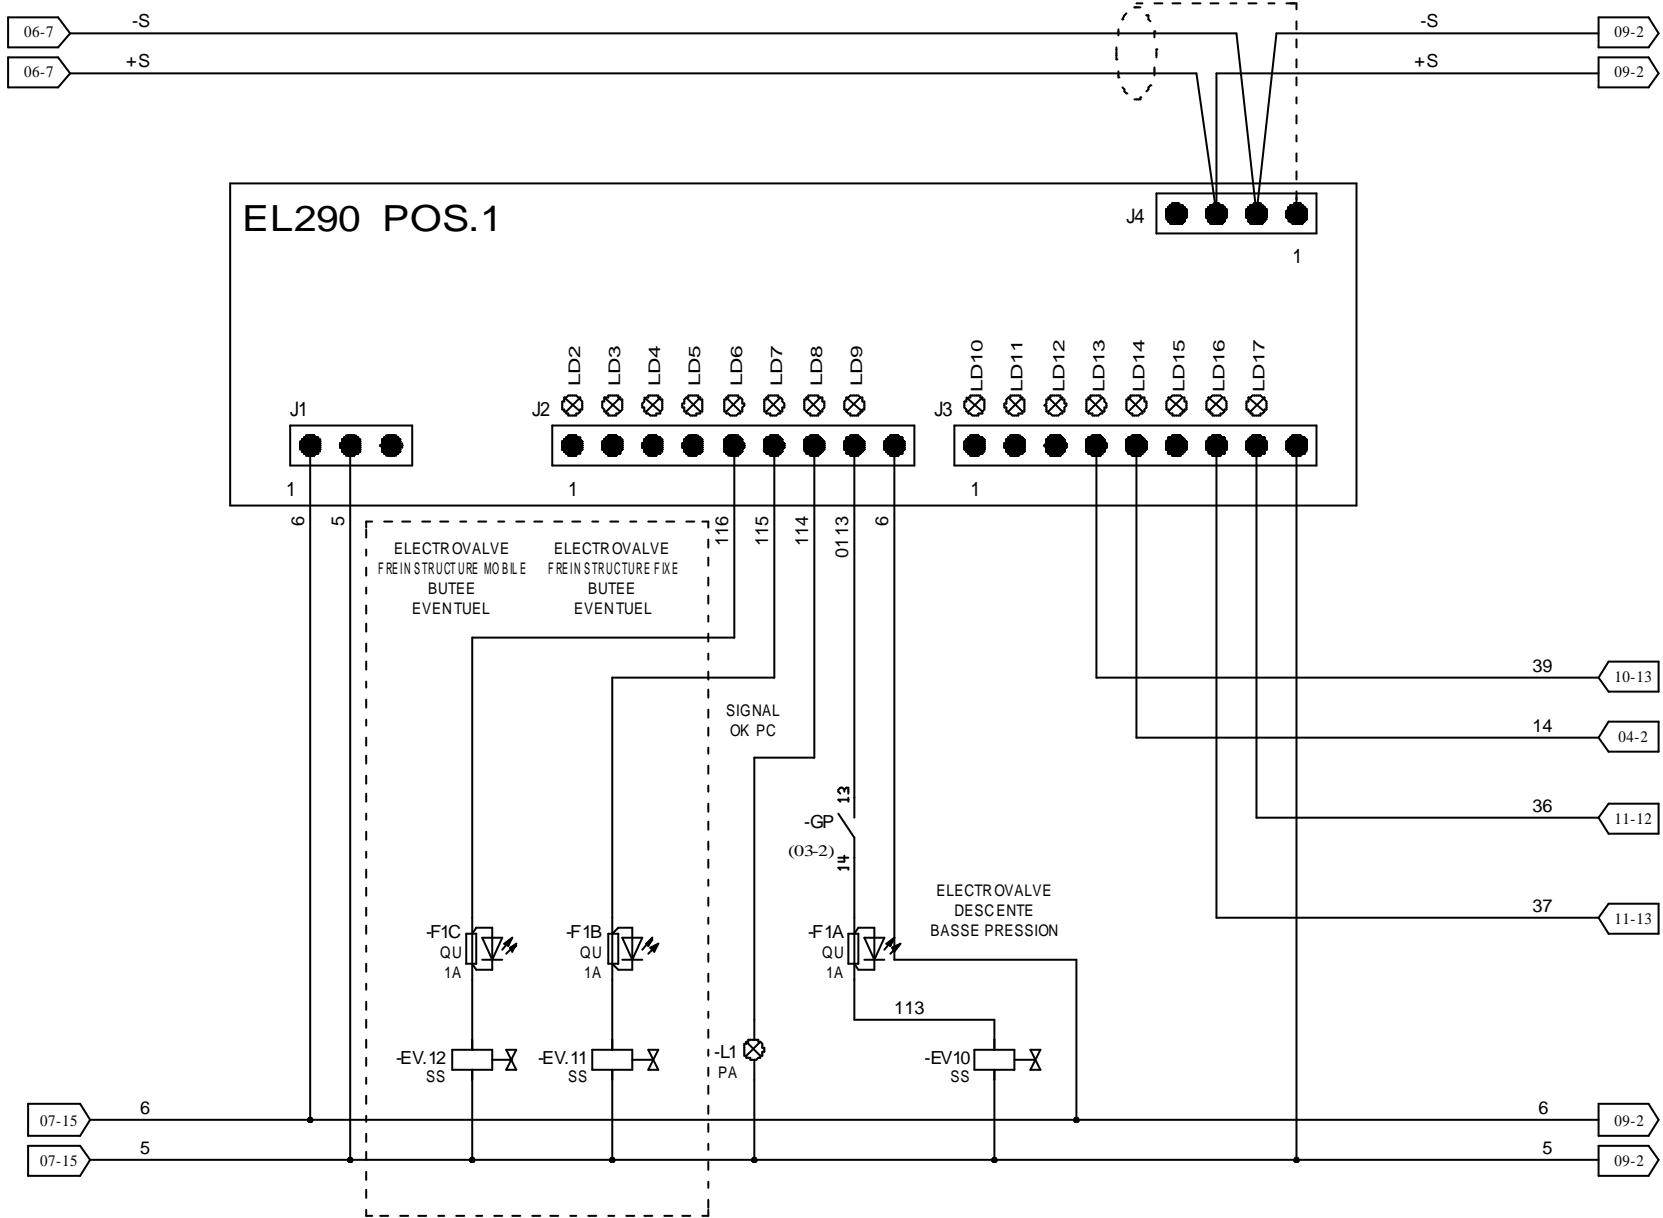 06-7
-S
-S
09-2
06-7
+S
+S
09-2
EL290 POS.1
J4
1
LD2
LD3
LD4
LD5
LD6
LD7
LD8
LD9
LD10
LD11
LD12
LD13
LD14
LD15
LD16
LD17
J1
J2
J3
1
1
1
6
5
116
115
114
0113
6
ELECTROVALVE
FREIN STRUCTURE MOBILE
BUTEE
EVENTUEL
ELECTROVALVE
FREIN STRUCTURE FIXE
BUTEE
EVENTUEL
39
10-13
SIGNAL
OK PC
14
04-2
13
-GP
(03-2)
14
36
11-12
ELECTROVALVE
DESCENTE
BASSE PRESSION
37
11-13
-F1C
QU
1A
-F1B
QU
1A
-F1A
QU
1A
113
-EV.12
SS
-EV.11
SS
-L1
PA
-EV10
SS
07-15
6
6
09-2
07-15
5
5
09-2